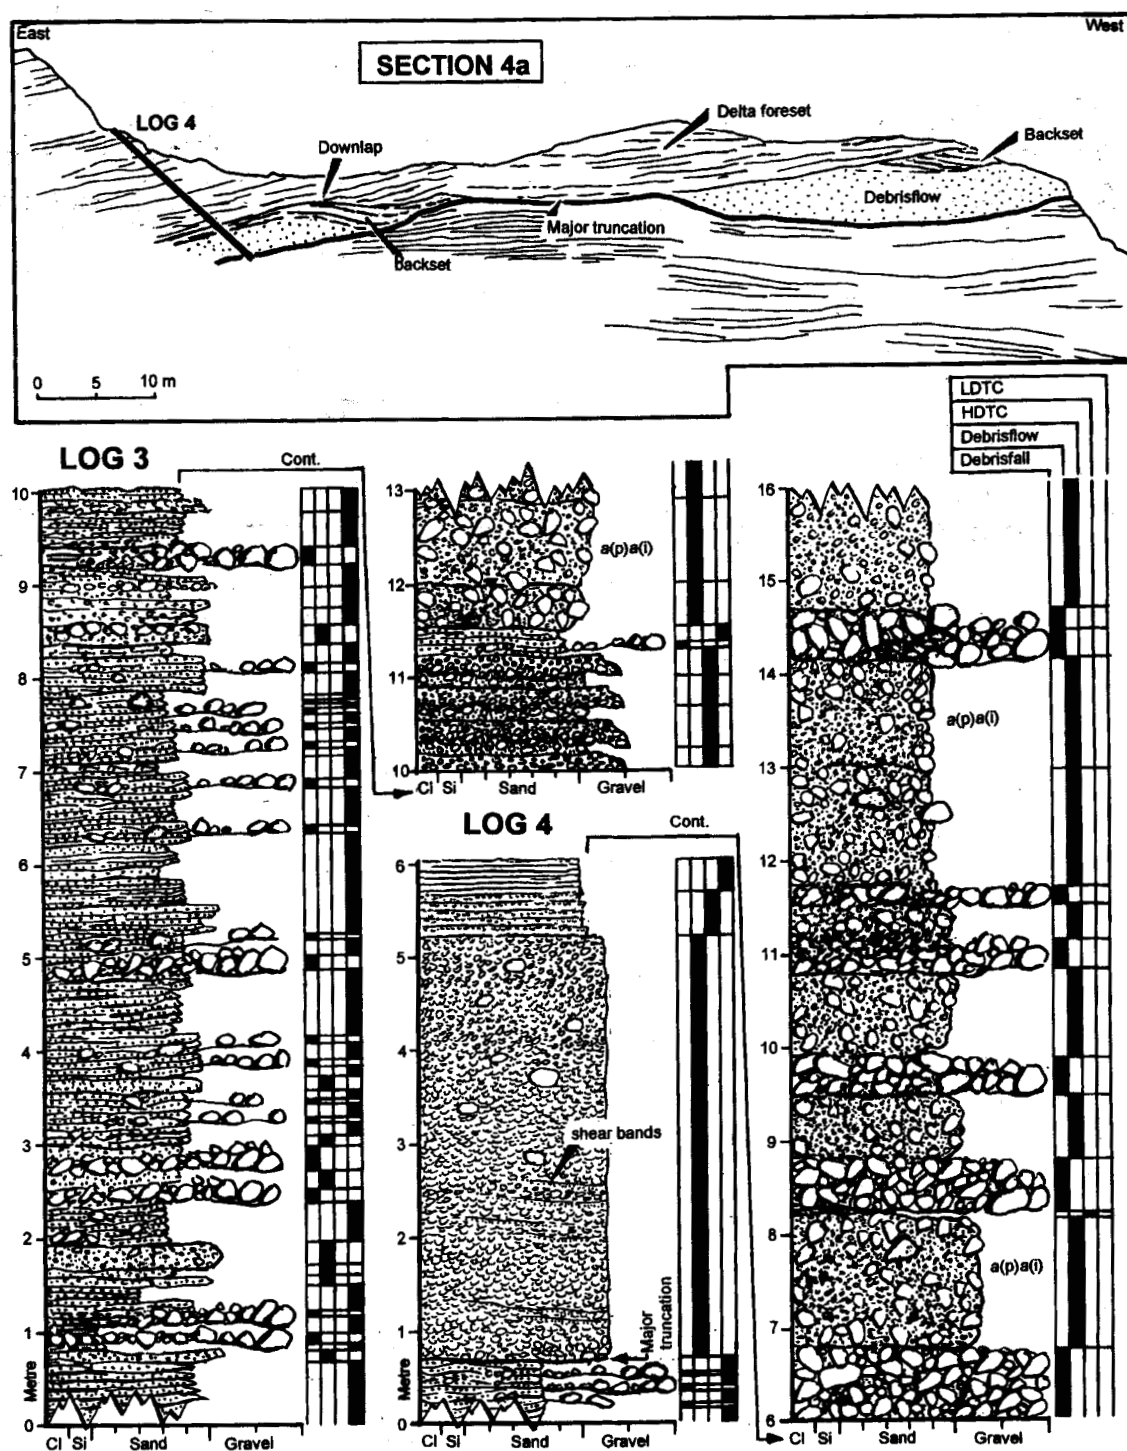 East
West
SECTION 4a
LOG 4
Downlap
Delta foreset
Backset
Debrisflow
Major truncation
Backset
0 5 10 m
LDTC
HDTC
Debrisflow
Debrisfall
LOG 3
Cont.
10
9
8
7
6
5
4
3
2
1
0
Metre
Cl Si Sand Gravel
13
12
11
10
a(p)a(i)
Cl Si Sand Gravel
LOG 4
Cont.
6
5
4
3
2
1
0
Metre
shear bands
Major
truncation
Cl Si Sand Gravel
16
15
14
13
12
11
10
9
8
7
6
a(p)a(i)
a(p)a(i)
Cl Si Sand Gravel